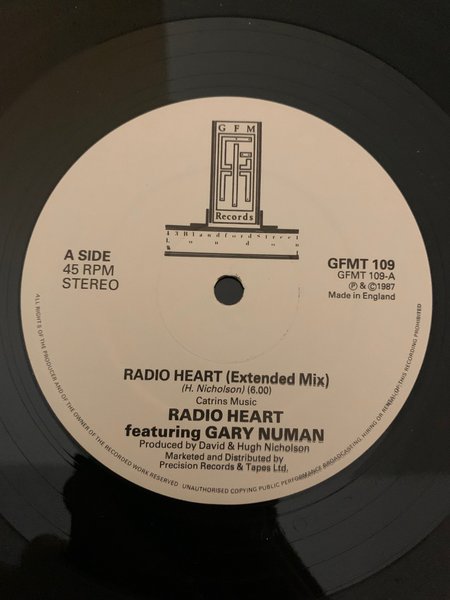 GFM
Records
43 Blandford Street
London
A SIDE
45 RPM
STEREO
GFMT 109
GFMT 109-A
Ⓟ & ©1987
Made in England
RADIO HEART (Extended Mix)
(H. Nicholson) (6.00)
Catrins Music
RADIO HEART
featuring GARY NUMAN
Produced by David & Hugh Nicholson
Marketed and Distributed by
Precision Records & Tapes Ltd.
ALL RIGHTS OF THE PRODUCER AND OF THE OWNER OF THE RECORDED WORK RESERVED UNAUTHORISED COPYING PUBLIC PERFORMANCE BROADCASTING, HIRING OR RENTAL OF THIS RECORDING PROHIBITED